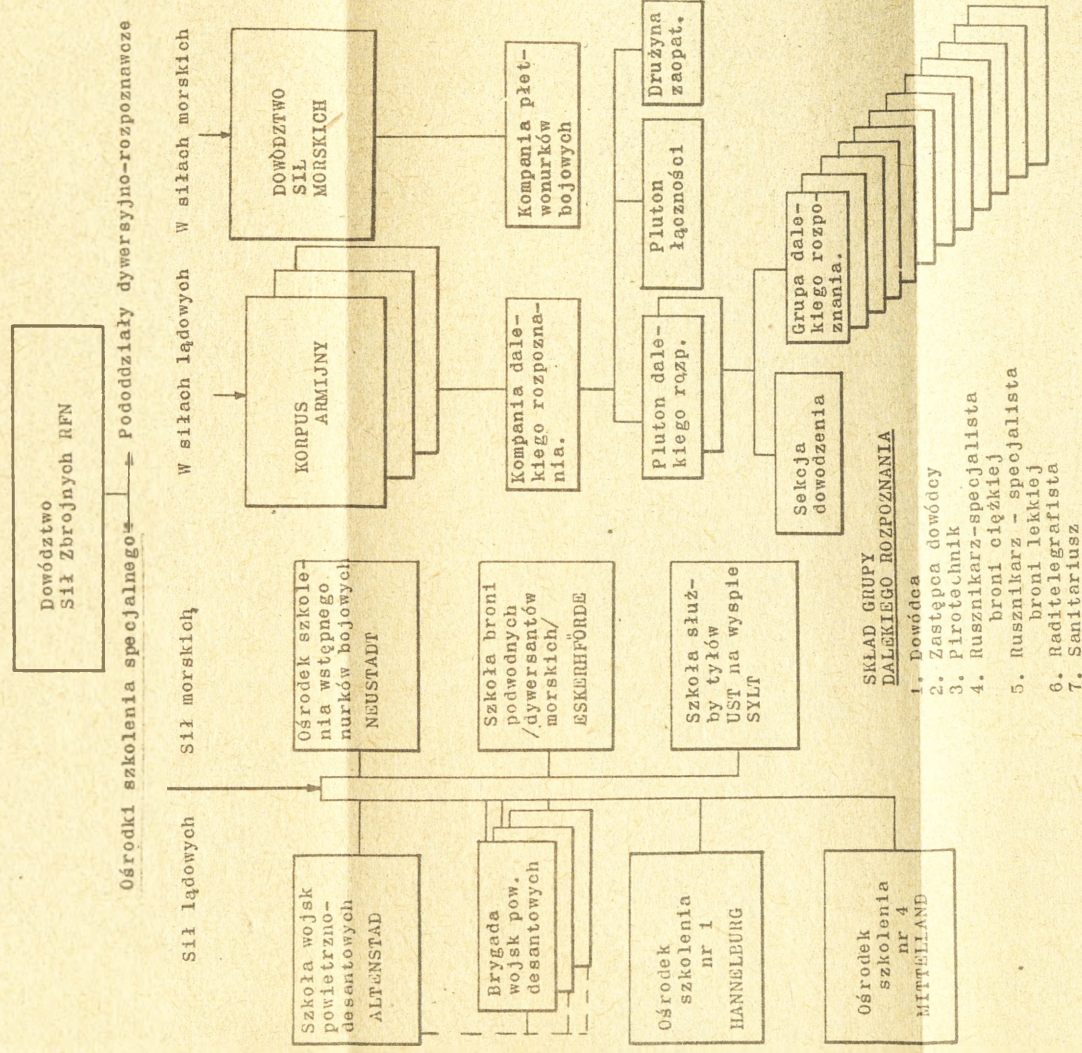 Dowództwo
Sił Zbrojnych RFN
Ośrodki szkolenia specjalnego
Pododdziały dywersyjno-rozpoznawcze
Sił lądowych
Sił morskich
W siłach lądowych
W siłach morskich
Szkoła wojsk
powietrzno-
desantowych
ALTENSTAD
Brygada
wojsk pow.
desantowych
Ośrodek
szkolenia
nr 1
HANNELBURG
Ośrodek
szkolenia
nr 4
MITTELLAND
Ośrodek szkole-
nia wstępnego
nurków bojowych
NEUSTADT
Szkoła broni
podwodnych
/dywersantów
morskich/
ESKERHFÖRDE
Szkoła służ-
by tyłów
UST na wyspie
SYLT
KORPUS
ARMIJNY
DOWÓDZTWO
SIŁ
MORSKICH
Kompania dale-
kiego rozpozna-
nia.
Kompania płet-
wonurków
bojowych
Pluton dale-
kiego rozp.
Pluton
łączności
Drużyna
zaopat.
Sekcja
dowodzenia
Grupa dale-
kiego rozpo-
znania.
SKŁAD GRUPY
DALEKIEGO ROZPOZNANIA
1. Dowódca
2. Zastępca dowódcy
3. Pirotechnik
4. Rusznikarz-specjalista
broni ciężkiej
5. Rusznikarz - specjalista
broni lekkiej
6. Raditelegrafista
7. Sanitariusz